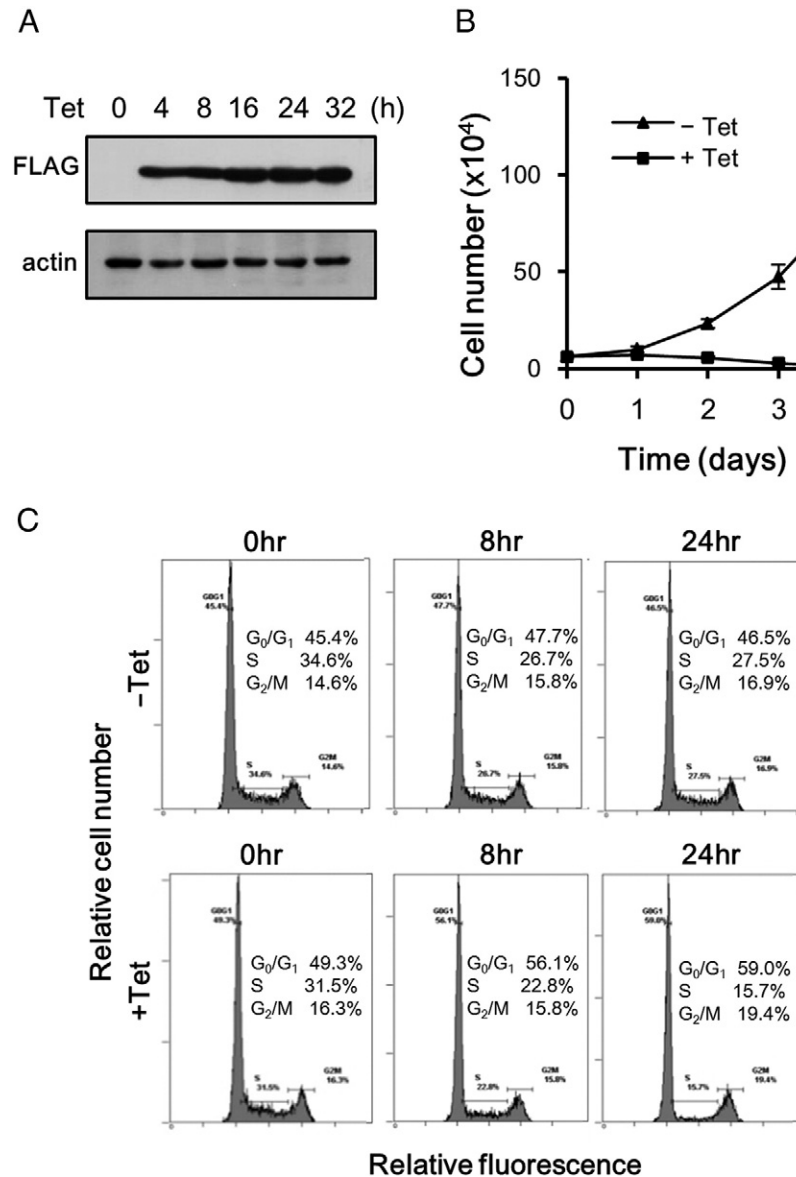 A
Tet 0 4 8 16 24 32 (h)
FLAG
actin
B
150
100
50
0
Cell number (x10⁴)
– Tet
+ Tet
0 1 2 3
Time (days)
C
Relative cell number
–Tet
0hr 8hr 24hr
G0G1
45.4%
G₀/G₁ 45.4%
S 34.6%
G₂/M 14.6%
S
34.6%
G2M
14.6%
G0G1
47.7%
G₀/G₁ 47.7%
S 26.7%
G₂/M 15.8%
S
26.7%
G2M
15.8%
G0G1
46.5%
G₀/G₁ 46.5%
S 27.5%
G₂/M 16.9%
S
27.5%
G2M
16.9%
+Tet
0hr 8hr 24hr
G0G1
49.3%
G₀/G₁ 49.3%
S 31.5%
G₂/M 16.3%
S
31.5%
G2M
16.3%
G0G1
56.1%
G₀/G₁ 56.1%
S 22.8%
G₂/M 15.8%
S
22.8%
G2M
15.8%
G0G1
59.0%
G₀/G₁ 59.0%
S 15.7%
G₂/M 19.4%
S
15.7%
G2M
19.4%
Relative fluorescence